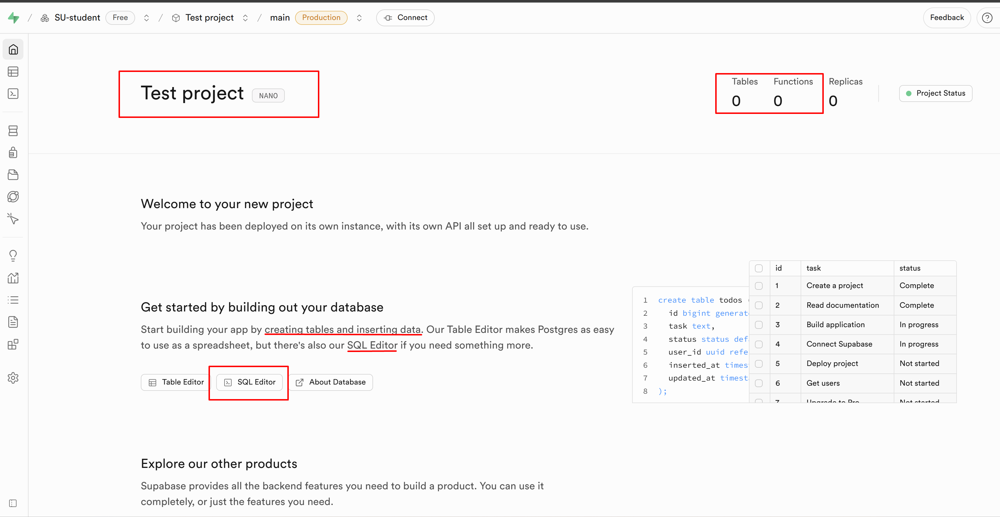 / SU-student Free / Test project / main Production Connect Feedback
Test project NANO
Tables Functions Replicas
0 0 0
Project Status
Welcome to your new project
Your project has been deployed on its own instance, with its own API all set up and ready to use.
Get started by building out your database
Start building your app by creating tables and inserting data. Our Table Editor makes Postgres as easy
to use as a spreadsheet, but there's also our SQL Editor if you need something more.
Table Editor SQL Editor About Database
1 create table todos
2 id bigint generat
3 task text,
4 status status def
5 user_id uuid refe
6 inserted_at times
7 updated_at timest
8 );
id task status
1 Create a project Complete
2 Read documentation Complete
3 Build application In progress
4 Connect Supabase In progress
5 Deploy project Not started
6 Get users Not started
7 Upgrade to Pro Not started
Explore our other products
Supabase provides all the backend features you need to build a product. You can use it
completely, or just the features you need.